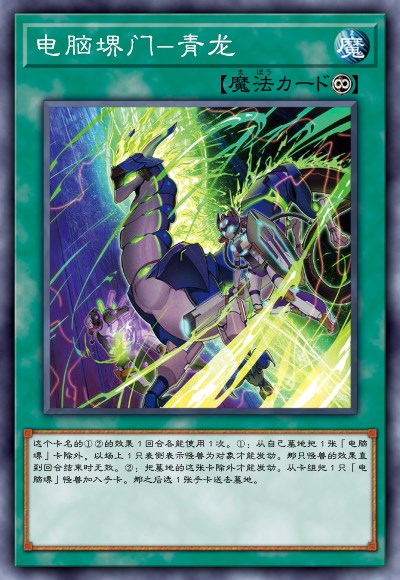 电脑堺门-青龙
魔
【魔法カード】
まほう
这个卡名的①②的效果1回合各能使用1次。①：从自己墓地把1张「电脑
堺」卡除外，以场上1只表侧表示怪兽为对象才能发动。那只怪兽的效果直
到回合结束时无效。②：把墓地的这张卡除外才能发动。从卡组把1只「电
脑堺」怪兽加入手卡。那之后选1张手卡送去墓地。